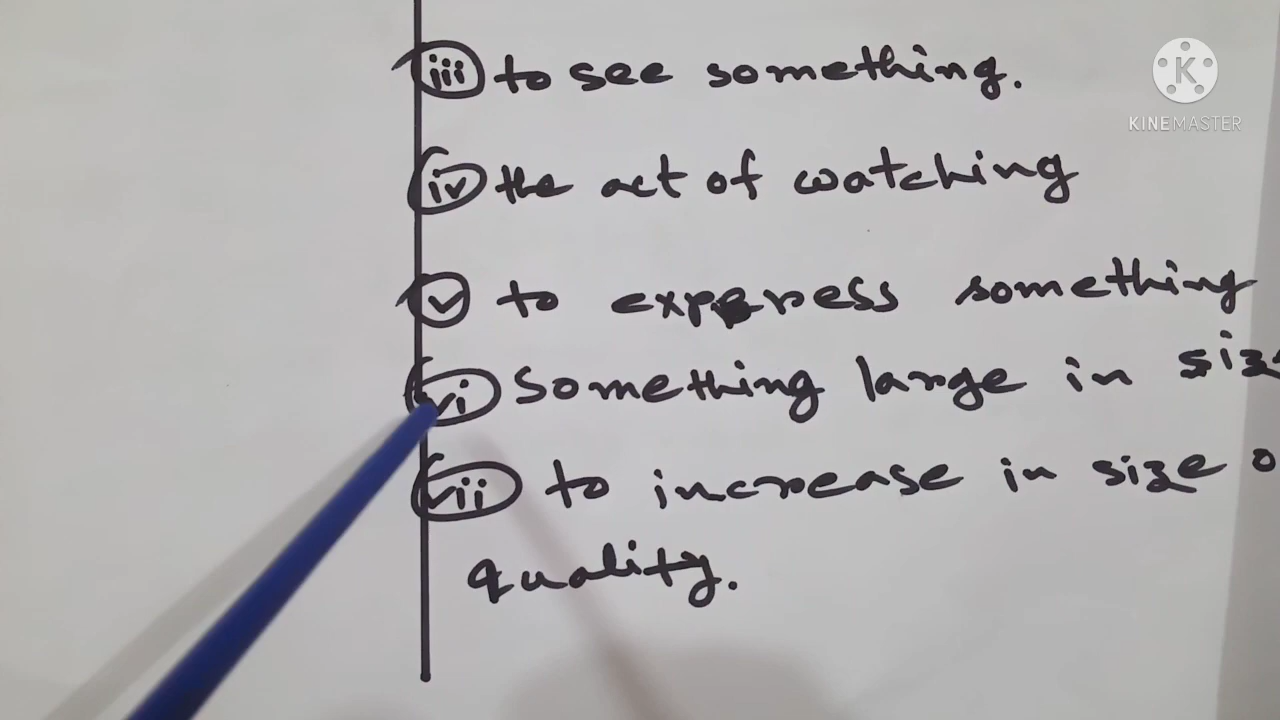 iii to see something.
KINEMASTER
iv the act of watching
v to express something
vi Something large in siz
vii to increase in size o
quality.